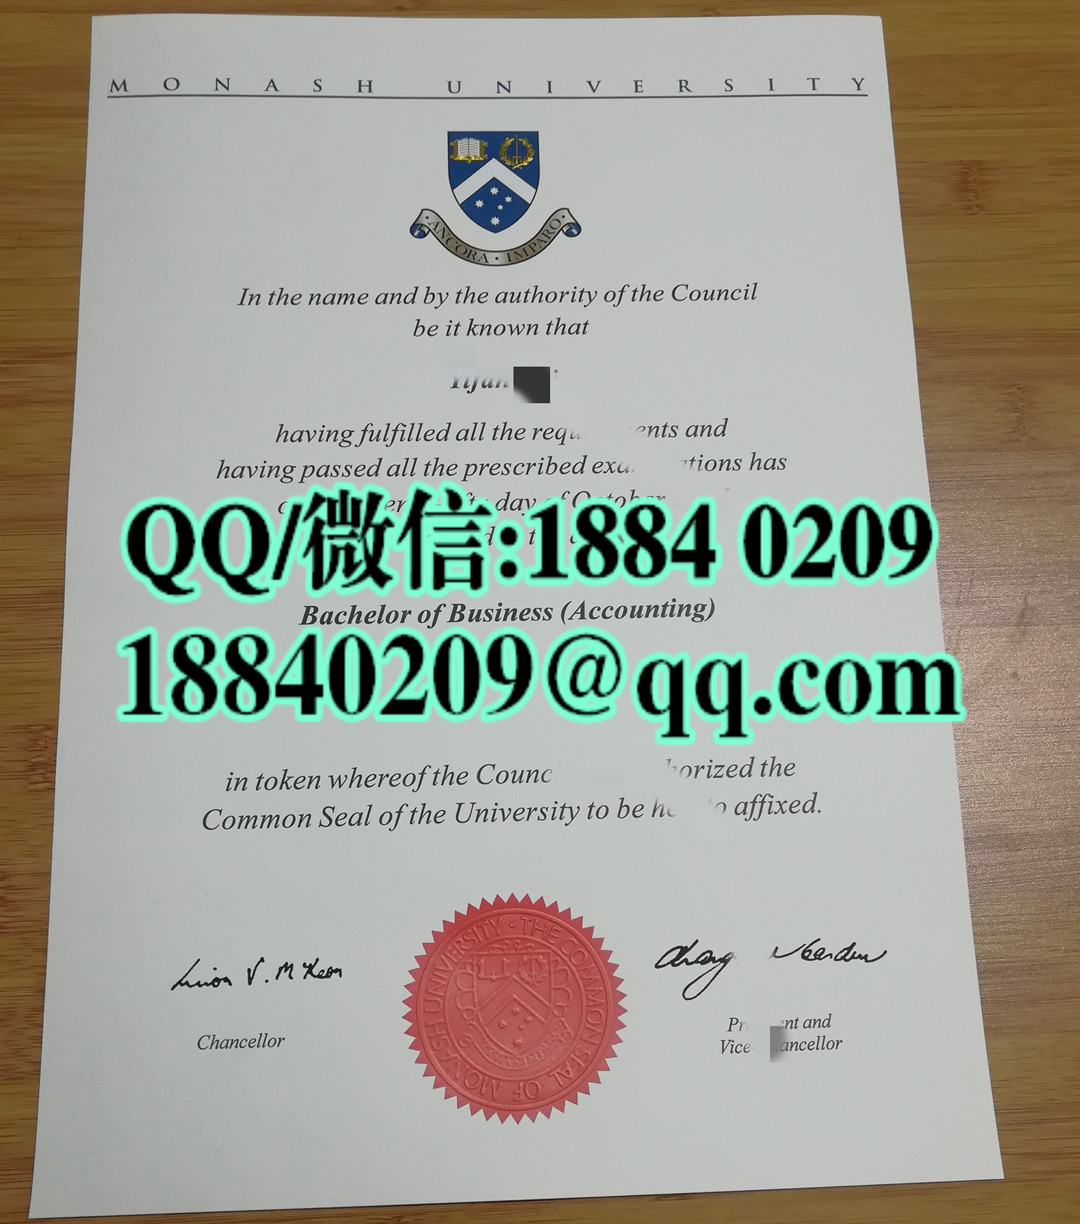 MONASH UNIVERSITY
ANCORA IMPARO
In the name and by the authority of the Council
be it known that
having fulfilled all the and
having passed all the prescribed has
day of October
QQ/微信:1884 0209
Bachelor of Business (Accounting)
18840209@qq.com
in token whereof the the
Common Seal of the University to be affixed.
MONASH UNIVERSITY · THE COMMON SEAL OF
Chancellor
and